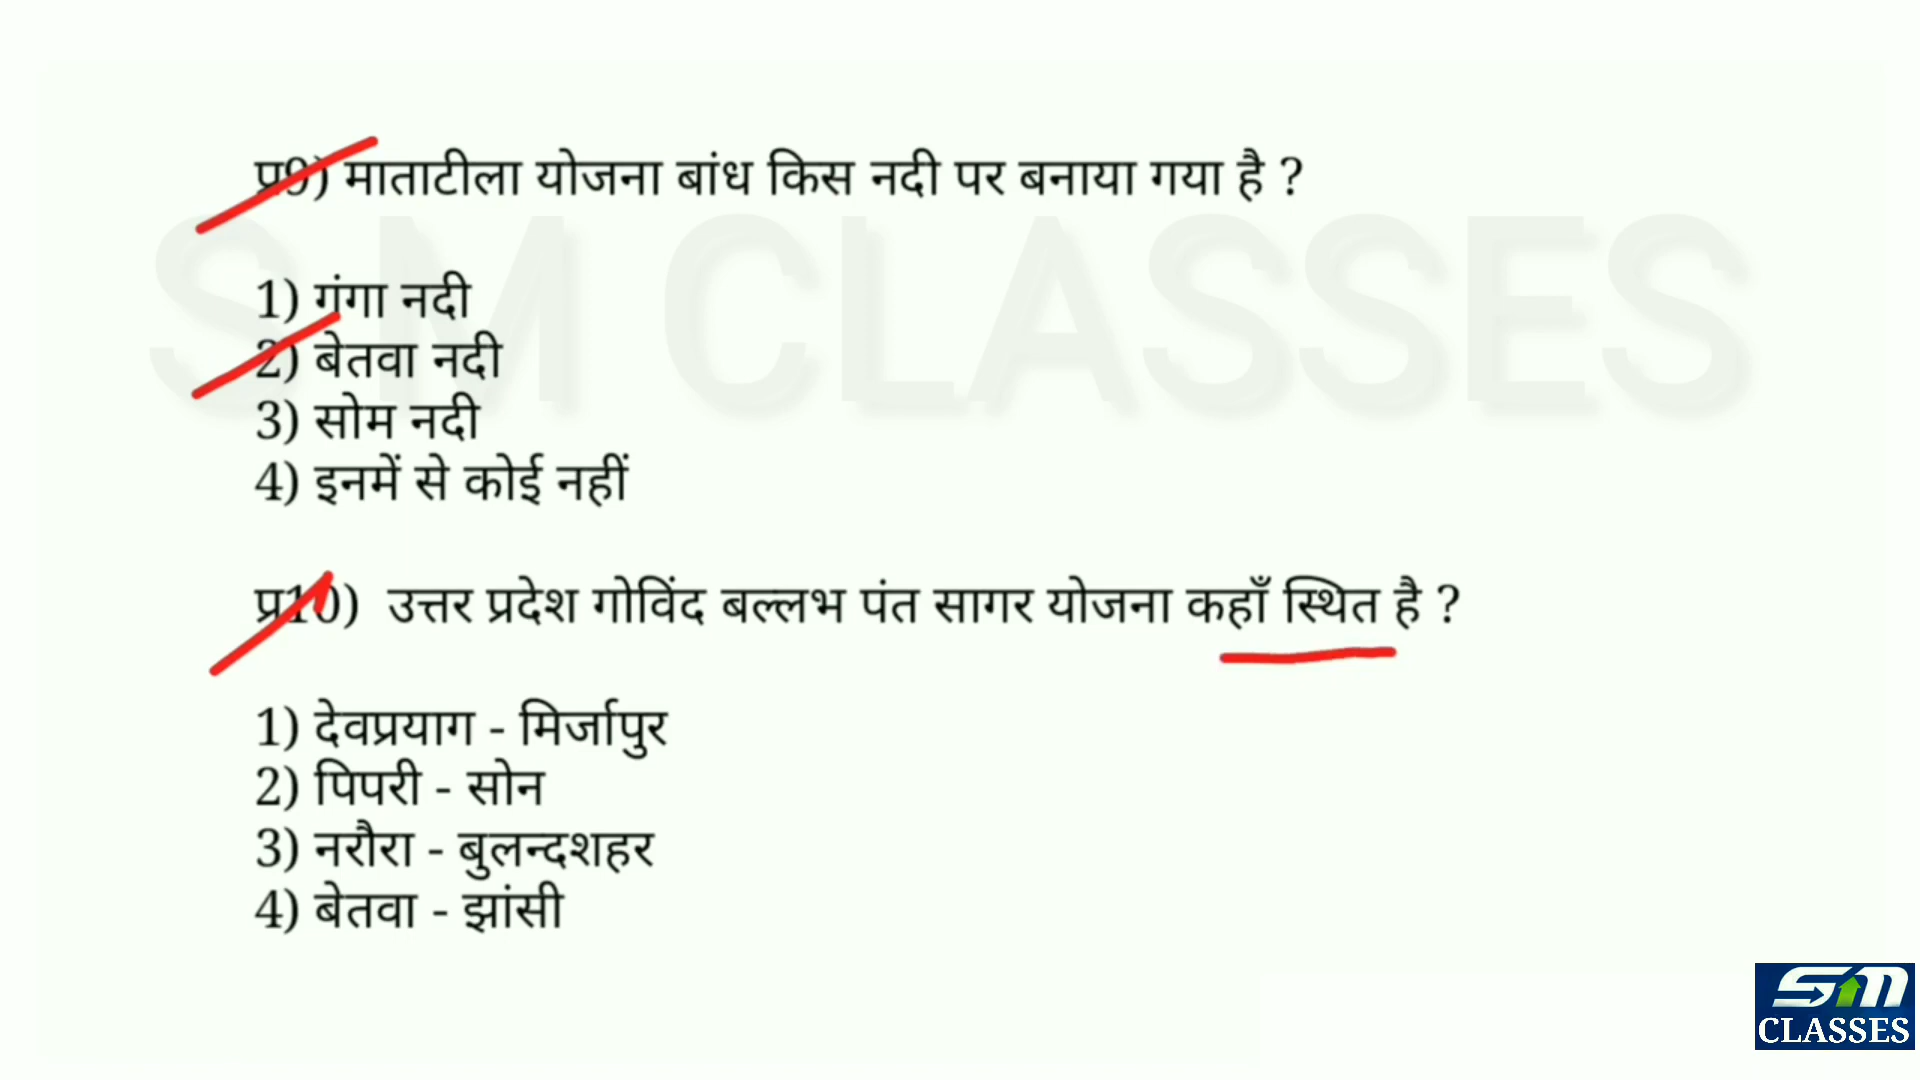 प्र9) माताटीला योजना बांध किस नदी पर बनाया गया है ?
S M CLASSES
1) गंगा नदी
2) बेतवा नदी
3) सोम नदी
4) इनमें से कोई नहीं
प्र10) उत्तर प्रदेश गोविंद बल्लभ पंत सागर योजना कहाँ स्थित है ?
1) देवप्रयाग - मिर्जापुर
2) पिपरी - सोन
3) नरौरा - बुलन्दशहर
4) बेतवा - झांसी
SM
CLASSES